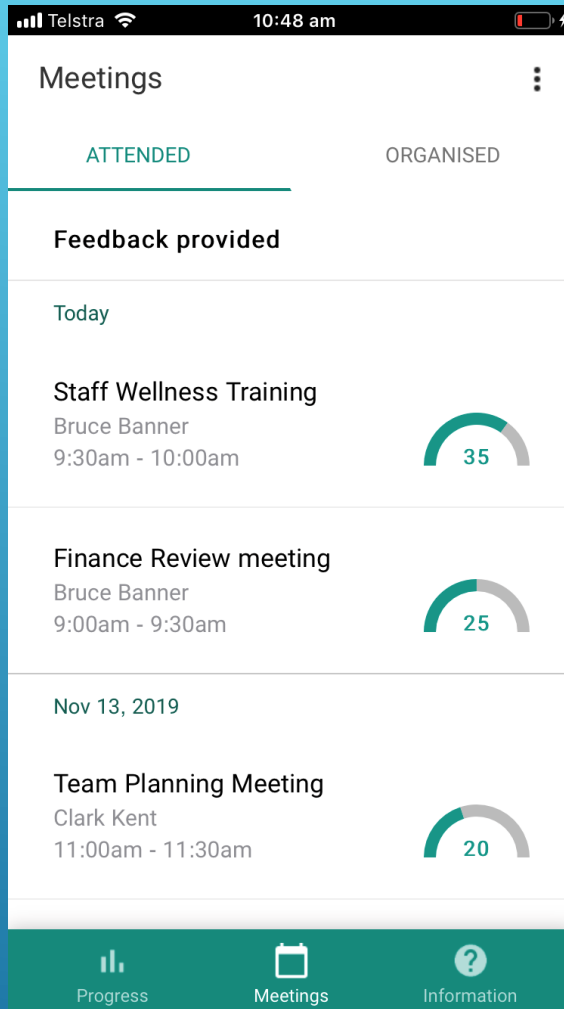 Telstra 10:48 am
Meetings
ATTENDED ORGANISED
Feedback provided
Today
Staff Wellness Training
Bruce Banner
9:30am - 10:00am
35
Finance Review meeting
Bruce Banner
9:00am - 9:30am
25
Nov 13, 2019
Team Planning Meeting
Clark Kent
11:00am - 11:30am
20
Progress Meetings Information